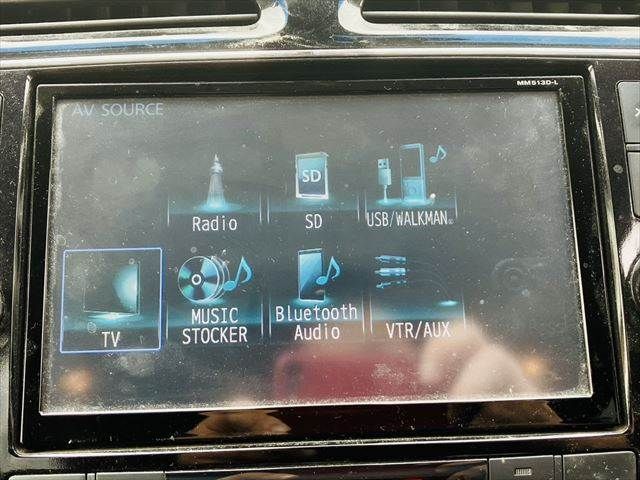 MM513D-L
AV SOURCE
SD
Radio
SD
USB/WALKMAN®
TV
MUSIC
STOCKER
Bluetooth
Audio
VTR/AUX